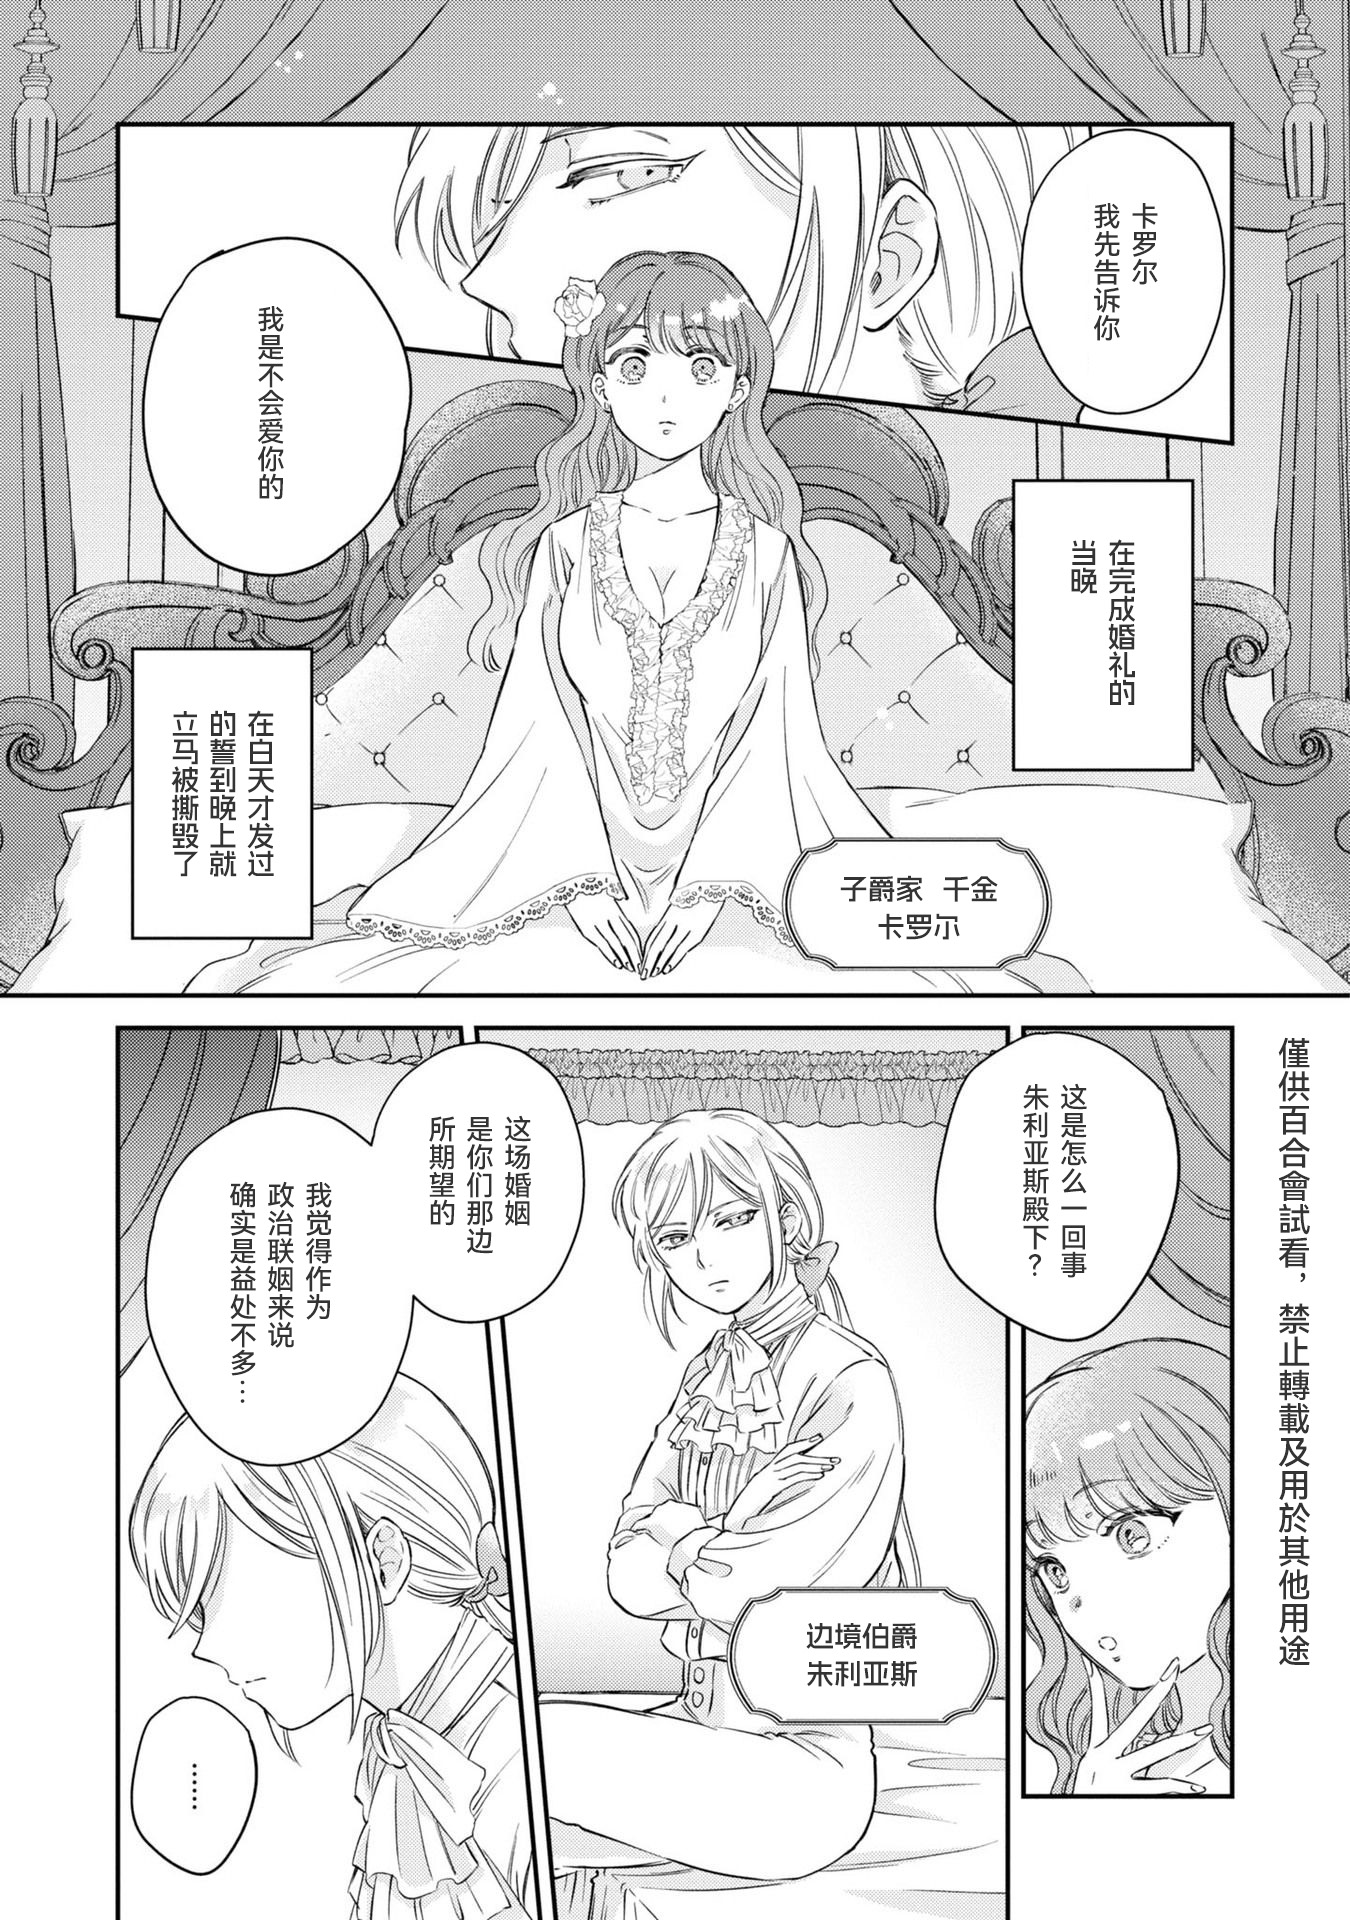 卡罗尔
我先告诉你
我是不会爱你的
在完成婚礼的
当晚
在白天才发过
的誓到晚上就
立马被撕毁了
子爵家 千金
卡罗尔
这是怎么一回事
朱利亚斯殿下？
这场婚姻
是你们那边
所期望的
我觉得作为
政治联姻来说
确实是益处不多…
边境伯爵
朱利亚斯
……
僅供百合會試看，禁止轉載及用於其他用途